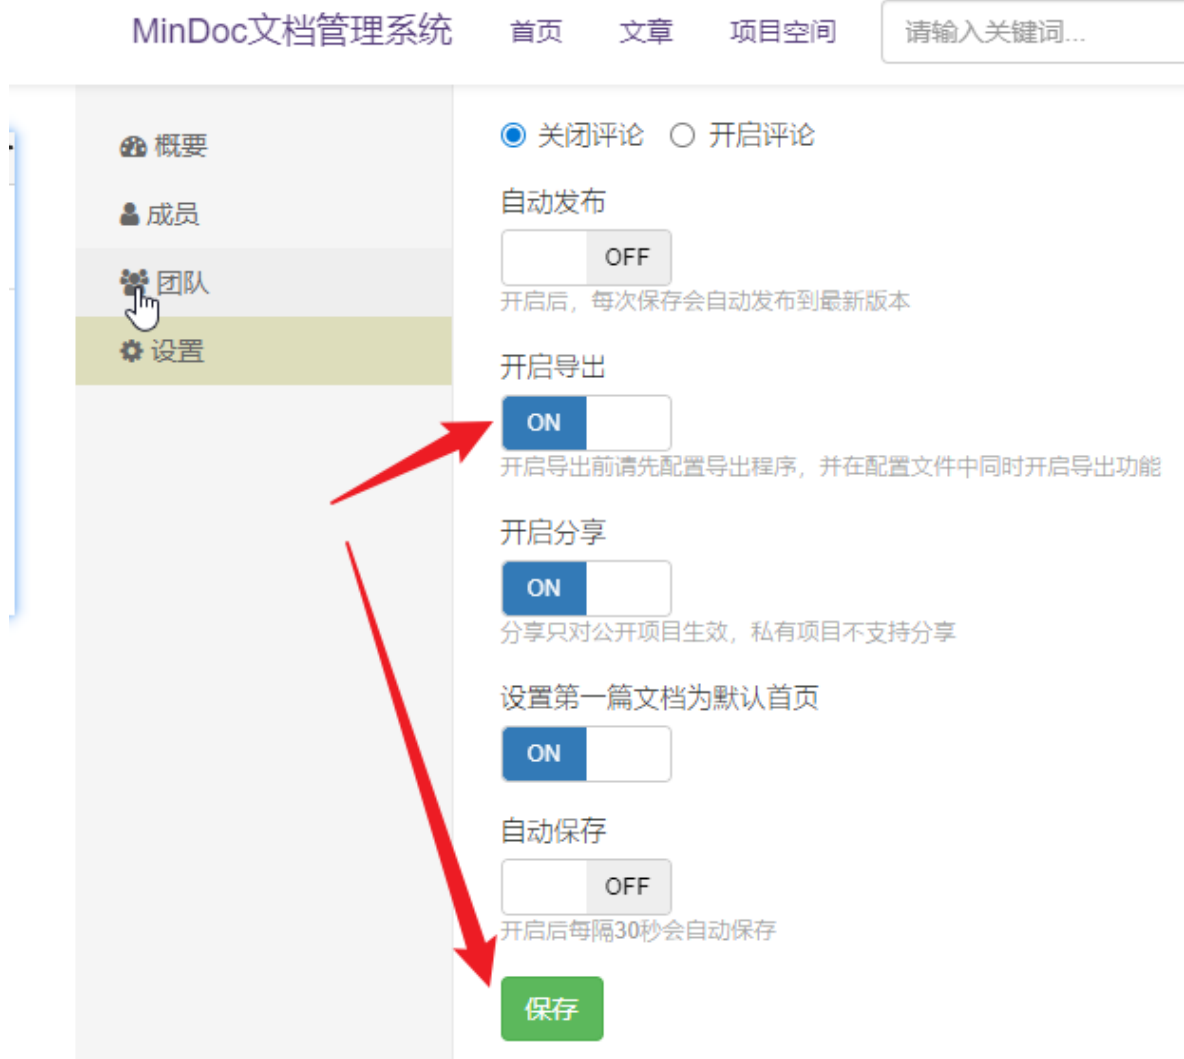 MinDoc文档管理系统 首页 文章 项目空间 请输入关键词...
概要
成员
团队
设置
关闭评论 开启评论
自动发布
OFF
开启后，每次保存会自动发布到最新版本
开启导出
ON
开启导出前请先配置导出程序，并在配置文件中同时开启导出功能
开启分享
ON
分享只对公开项目生效，私有项目不支持分享
设置第一篇文档为默认首页
ON
自动保存
OFF
开启后每隔30秒会自动保存
保存